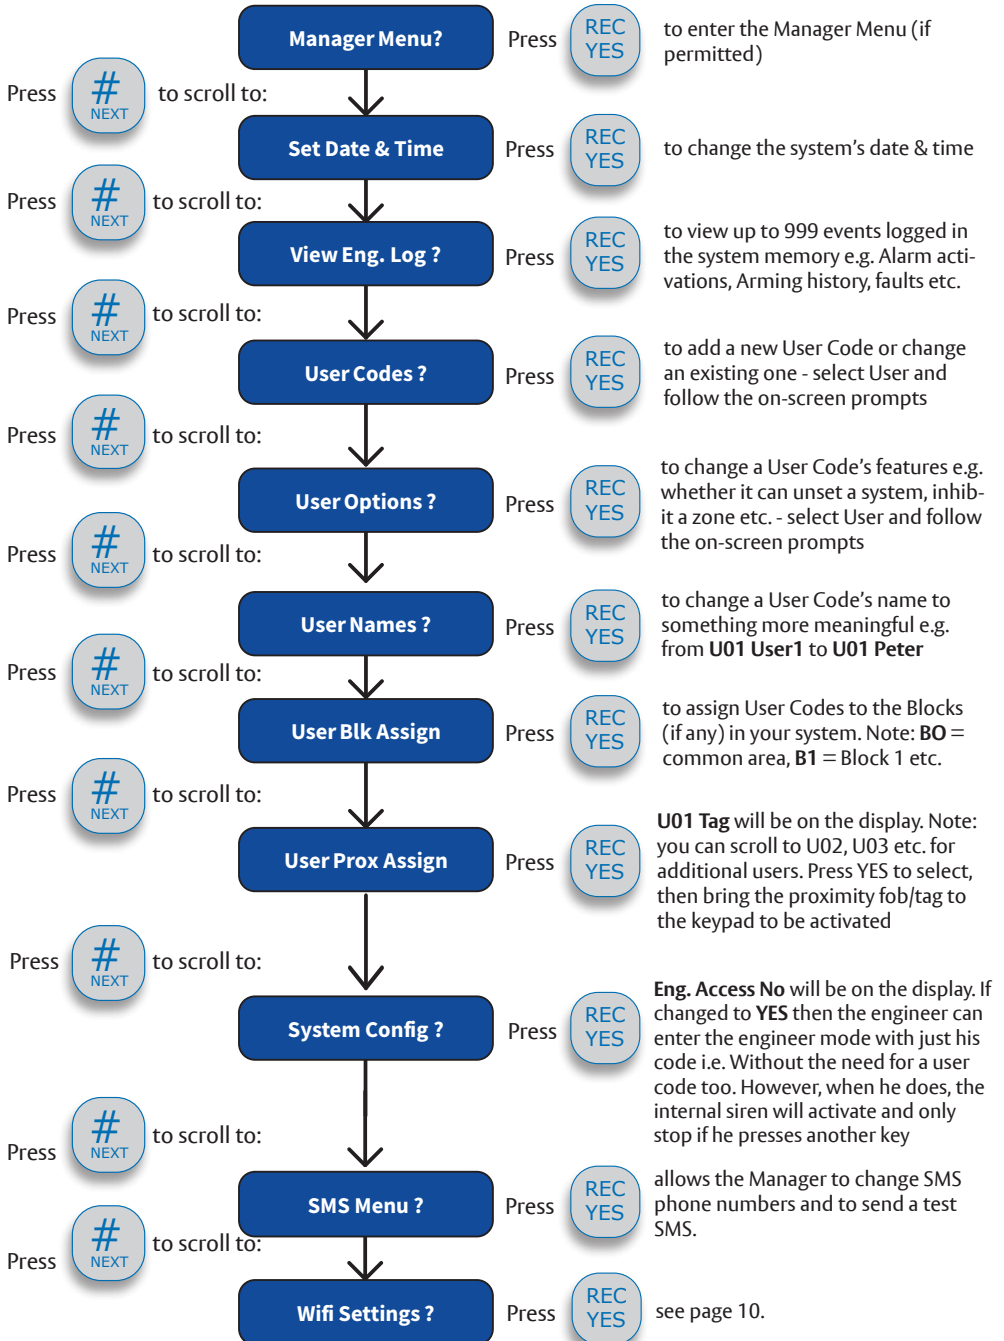 Manager Menu?
Press
REC
YES
to enter the Manager Menu (if
permitted)
Press
#
NEXT
to scroll to:
Set Date & Time
Press
REC
YES
to change the system's date & time
Press
#
NEXT
to scroll to:
View Eng. Log ?
Press
REC
YES
to view up to 999 events logged in
the system memory e.g. Alarm acti-
vations, Arming history, faults etc.
Press
#
NEXT
to scroll to:
User Codes ?
Press
REC
YES
to add a new User Code or change
an existing one - select User and
follow the on-screen prompts
Press
#
NEXT
to scroll to:
User Options ?
Press
REC
YES
to change a User Code's features e.g.
whether it can unset a system, inhib-
it a zone etc. - select User and follow
the on-screen prompts
Press
#
NEXT
to scroll to:
User Names ?
Press
REC
YES
to change a User Code's name to
something more meaningful e.g.
from U01 User1 to U01 Peter
Press
#
NEXT
to scroll to:
User Blk Assign
Press
REC
YES
to assign User Codes to the Blocks
(if any) in your system. Note: BO =
common area, B1 = Block 1 etc.
Press
#
NEXT
to scroll to:
User Prox Assign
Press
REC
YES
U01 Tag will be on the display. Note:
you can scroll to U02, U03 etc. for
additional users. Press YES to select,
then bring the proximity fob/tag to
the keypad to be activated
Press
#
NEXT
to scroll to:
System Config ?
Press
REC
YES
Eng. Access No will be on the display. If
changed to YES then the engineer can
enter the engineer mode with just his
code i.e. Without the need for a user
code too. However, when he does, the
internal siren will activate and only
stop if he presses another key
Press
#
NEXT
to scroll to:
SMS Menu ?
Press
REC
YES
allows the Manager to change SMS
phone numbers and to send a test
SMS.
Press
#
NEXT
to scroll to:
Wifi Settings ?
Press
REC
YES
see page 10.